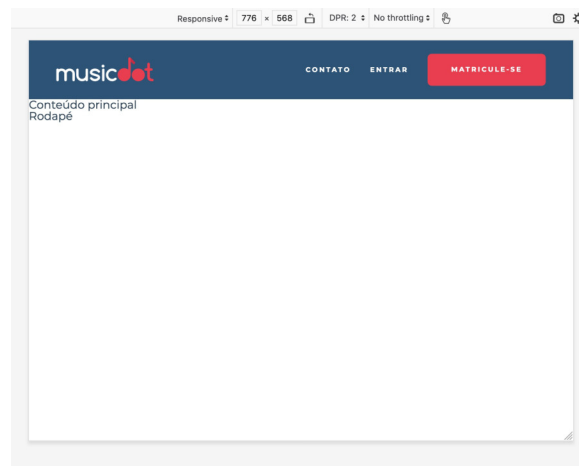 Responsive 776 × 568 DPR: 2 No throttling
musicdot CONTATO ENTRAR MATRICULE-SE
Conteúdo principal
Rodapé